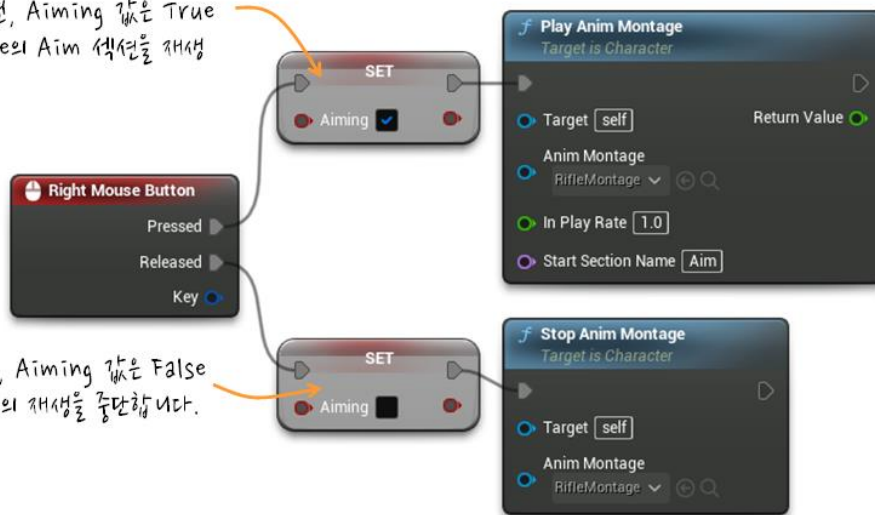 , Aiming 값은 True
의 Aim 섹션을 재생
SET
Aiming
Play Anim Montage
Target is Character
Target self
Return Value
Anim Montage
RifleMontage
In Play Rate 1.0
Start Section Name Aim
Right Mouse Button
Pressed
Released
Key
, Aiming 값은 False
의 재생을 중단합니다.
SET
Aiming
Stop Anim Montage
Target is Character
Target self
Anim Montage
RifleMontage